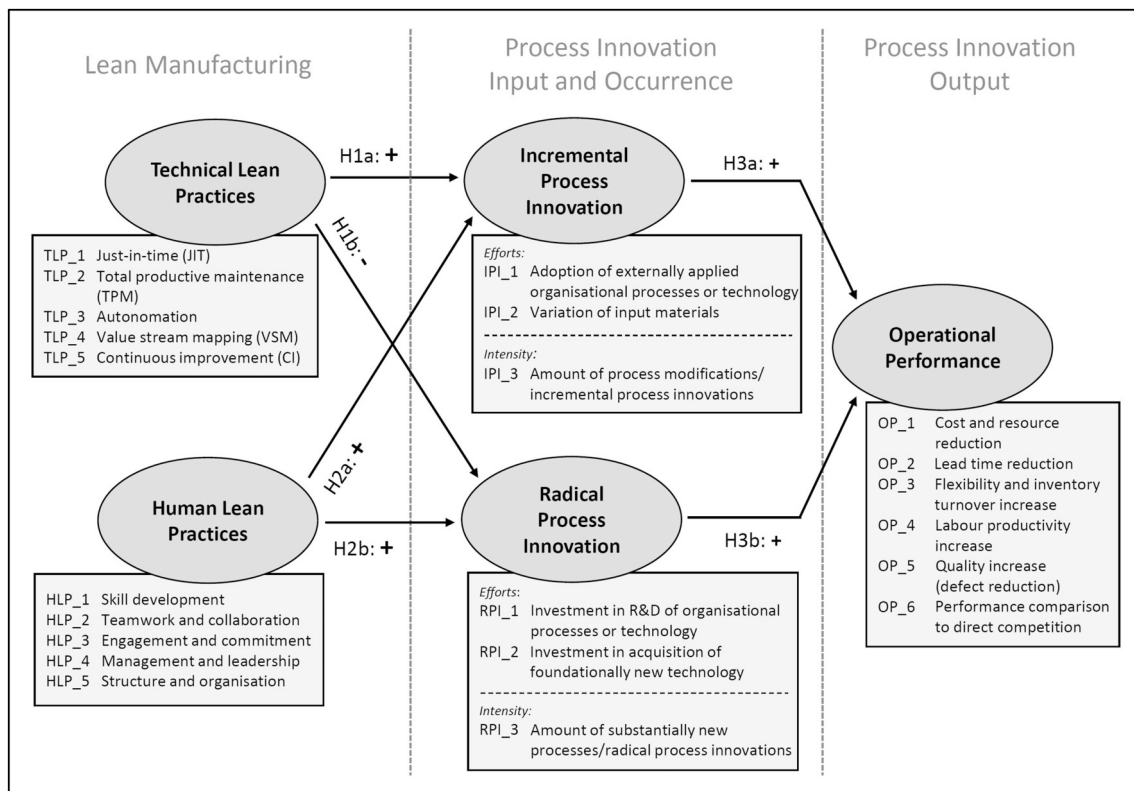 Lean Manufacturing
Process Innovation
Input and Occurrence
Process Innovation
Output
Technical Lean
Practices
H1a: +
Incremental
Process
Innovation
H3a: +
H1b: -
TLP_1 Just-in-time (JIT)
TLP_2 Total productive maintenance
(TPM)
TLP_3 Autonomation
TLP_4 Value stream mapping (VSM)
TLP_5 Continuous improvement (CI)
Efforts:
IPI_1 Adoption of externally applied
organisational processes or technology
IPI_2 Variation of input materials
Intensity:
IPI_3 Amount of process modifications/
incremental process innovations
Operational
Performance
OP_1 Cost and resource
reduction
OP_2 Lead time reduction
OP_3 Flexibility and inventory
turnover increase
OP_4 Labour productivity
increase
OP_5 Quality increase
(defect reduction)
OP_6 Performance comparison
to direct competition
H2a: +
Human Lean
Practices
H2b: +
Radical
Process
Innovation
H3b: +
HLP_1 Skill development
HLP_2 Teamwork and collaboration
HLP_3 Engagement and commitment
HLP_4 Management and leadership
HLP_5 Structure and organisation
Efforts:
RPI_1 Investment in R&D of organisational
processes or technology
RPI_2 Investment in acquisition of
foundationally new technology
Intensity:
RPI_3 Amount of substantially new
processes/radical process innovations